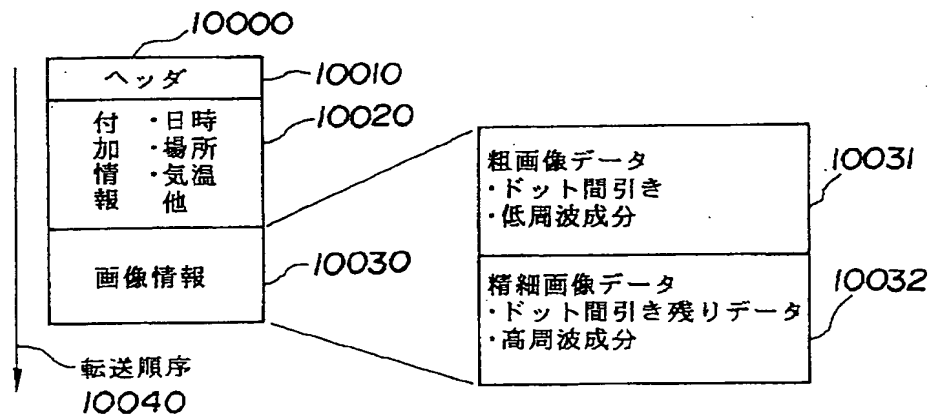 10000
ヘッダ
10010
付加情報
・日時
・場所
・気温
他
10020
画像情報
10030
転送順序
10040
粗画像データ
・ドット間引き
・低周波成分
10031
精細画像データ
・ドット間引き残りデータ
・高周波成分
10032